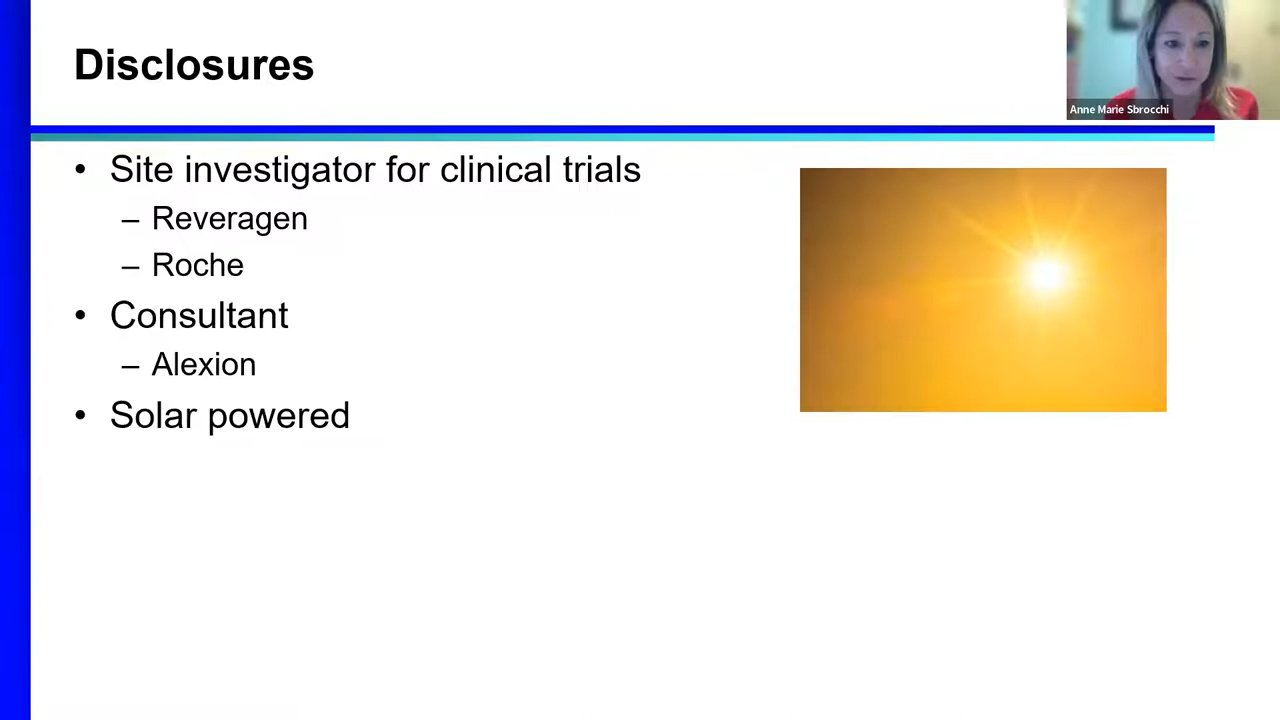 Disclosures
Anne Marie Sbrocchi
• Site investigator for clinical trials
– Reveragen
– Roche
• Consultant
– Alexion
• Solar powered